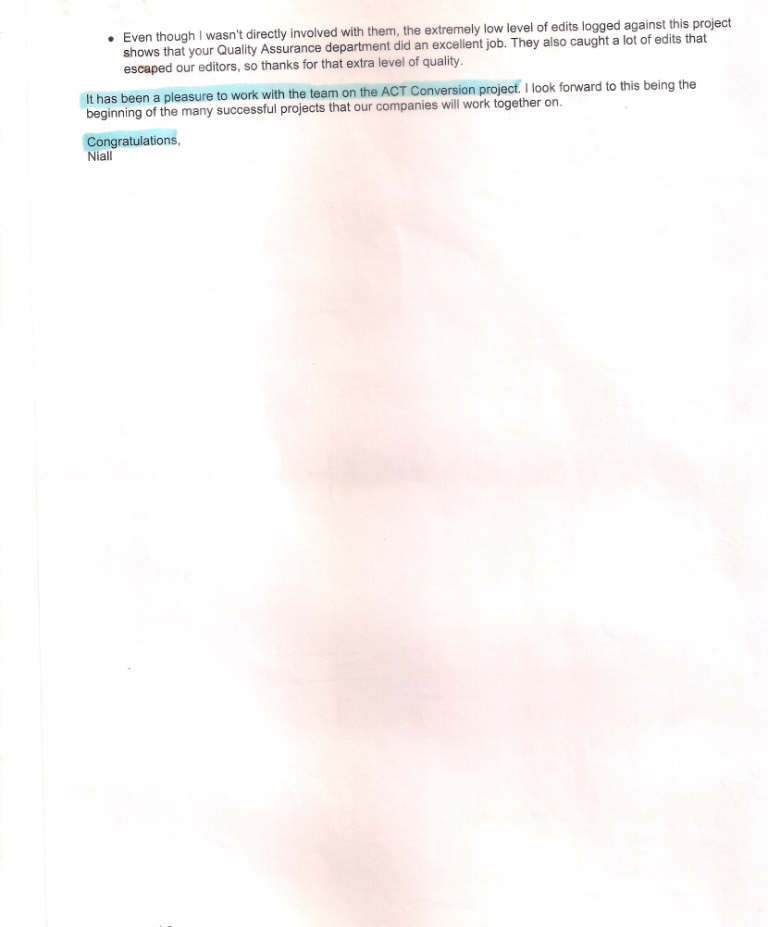 • Even though I wasn't directly involved with them, the extremely low level of edits logged against this project
shows that your Quality Assurance department did an excellent job. They also caught a lot of edits that
escaped our editors, so thanks for that extra level of quality.
It has been a pleasure to work with the team on the ACT Conversion project. I look forward to this being the
beginning of the many successful projects that our companies will work together on.
Congratulations,
Niall